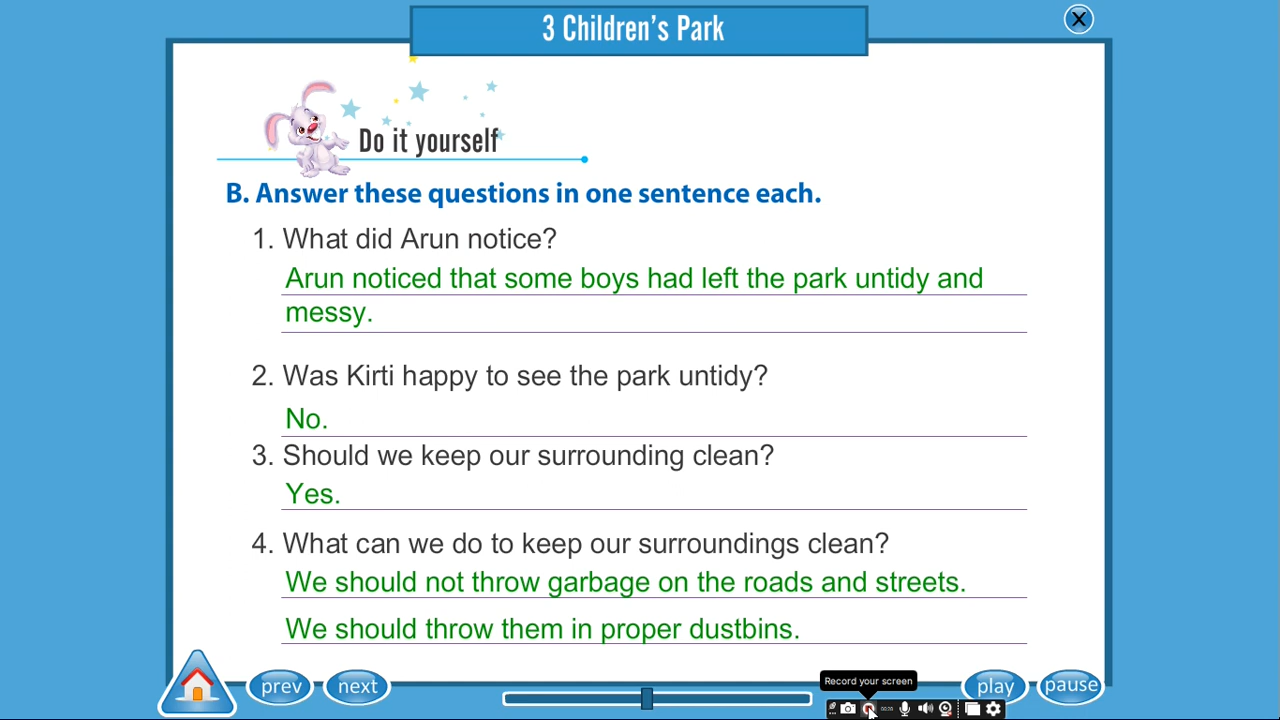 3 Children's Park
X
Do it yourself
B. Answer these questions in one sentence each.
1. What did Arun notice?
Arun noticed that some boys had left the park untidy and
messy.
2. Was Kirti happy to see the park untidy?
No.
3. Should we keep our surrounding clean?
Yes.
4. What can we do to keep our surroundings clean?
We should not throw garbage on the roads and streets.
We should throw them in proper dustbins.
prev
next
Record your screen
play
pause